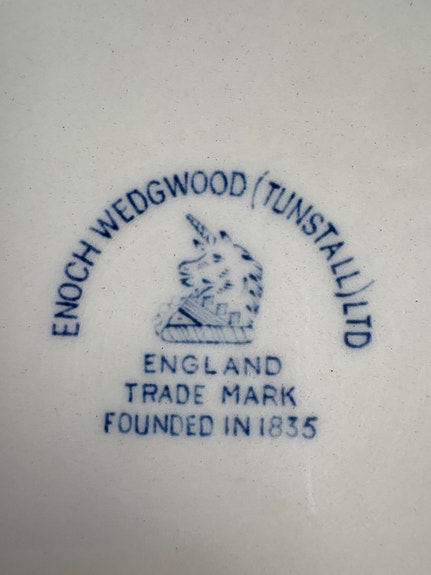 ENOCH WEDGWOOD (TUNSTALL) LTD
ENGLAND
TRADE MARK
FOUNDED IN 1835